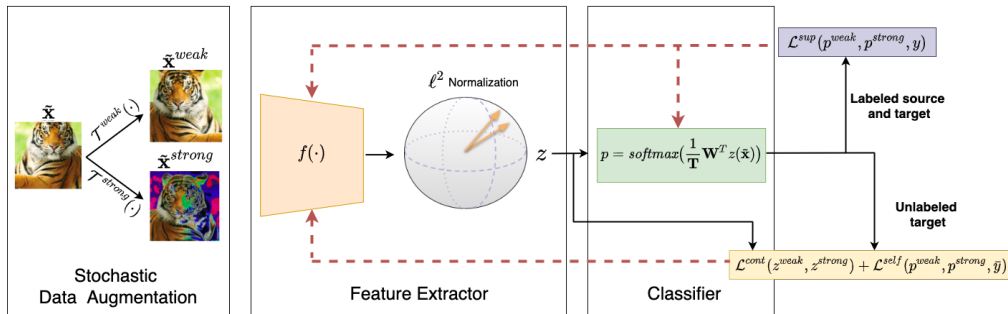 x̃
𝒯^{weak}(·)
𝒯^{strong}(·)
x̃^{weak}
x̃^{strong}
Stochastic
Data Augmentation
f(·)
ℓ² Normalization
z
Feature Extractor
p = softmax(1/T W^T z(x̃))
Classifier
ℒ^{sup}(p^{weak}, p^{strong}, y)
Labeled source
and target
Unlabeled
target
ℒ^{cont}(z^{weak}, z^{strong}) + ℒ^{self}(p^{weak}, p^{strong}, ȳ)